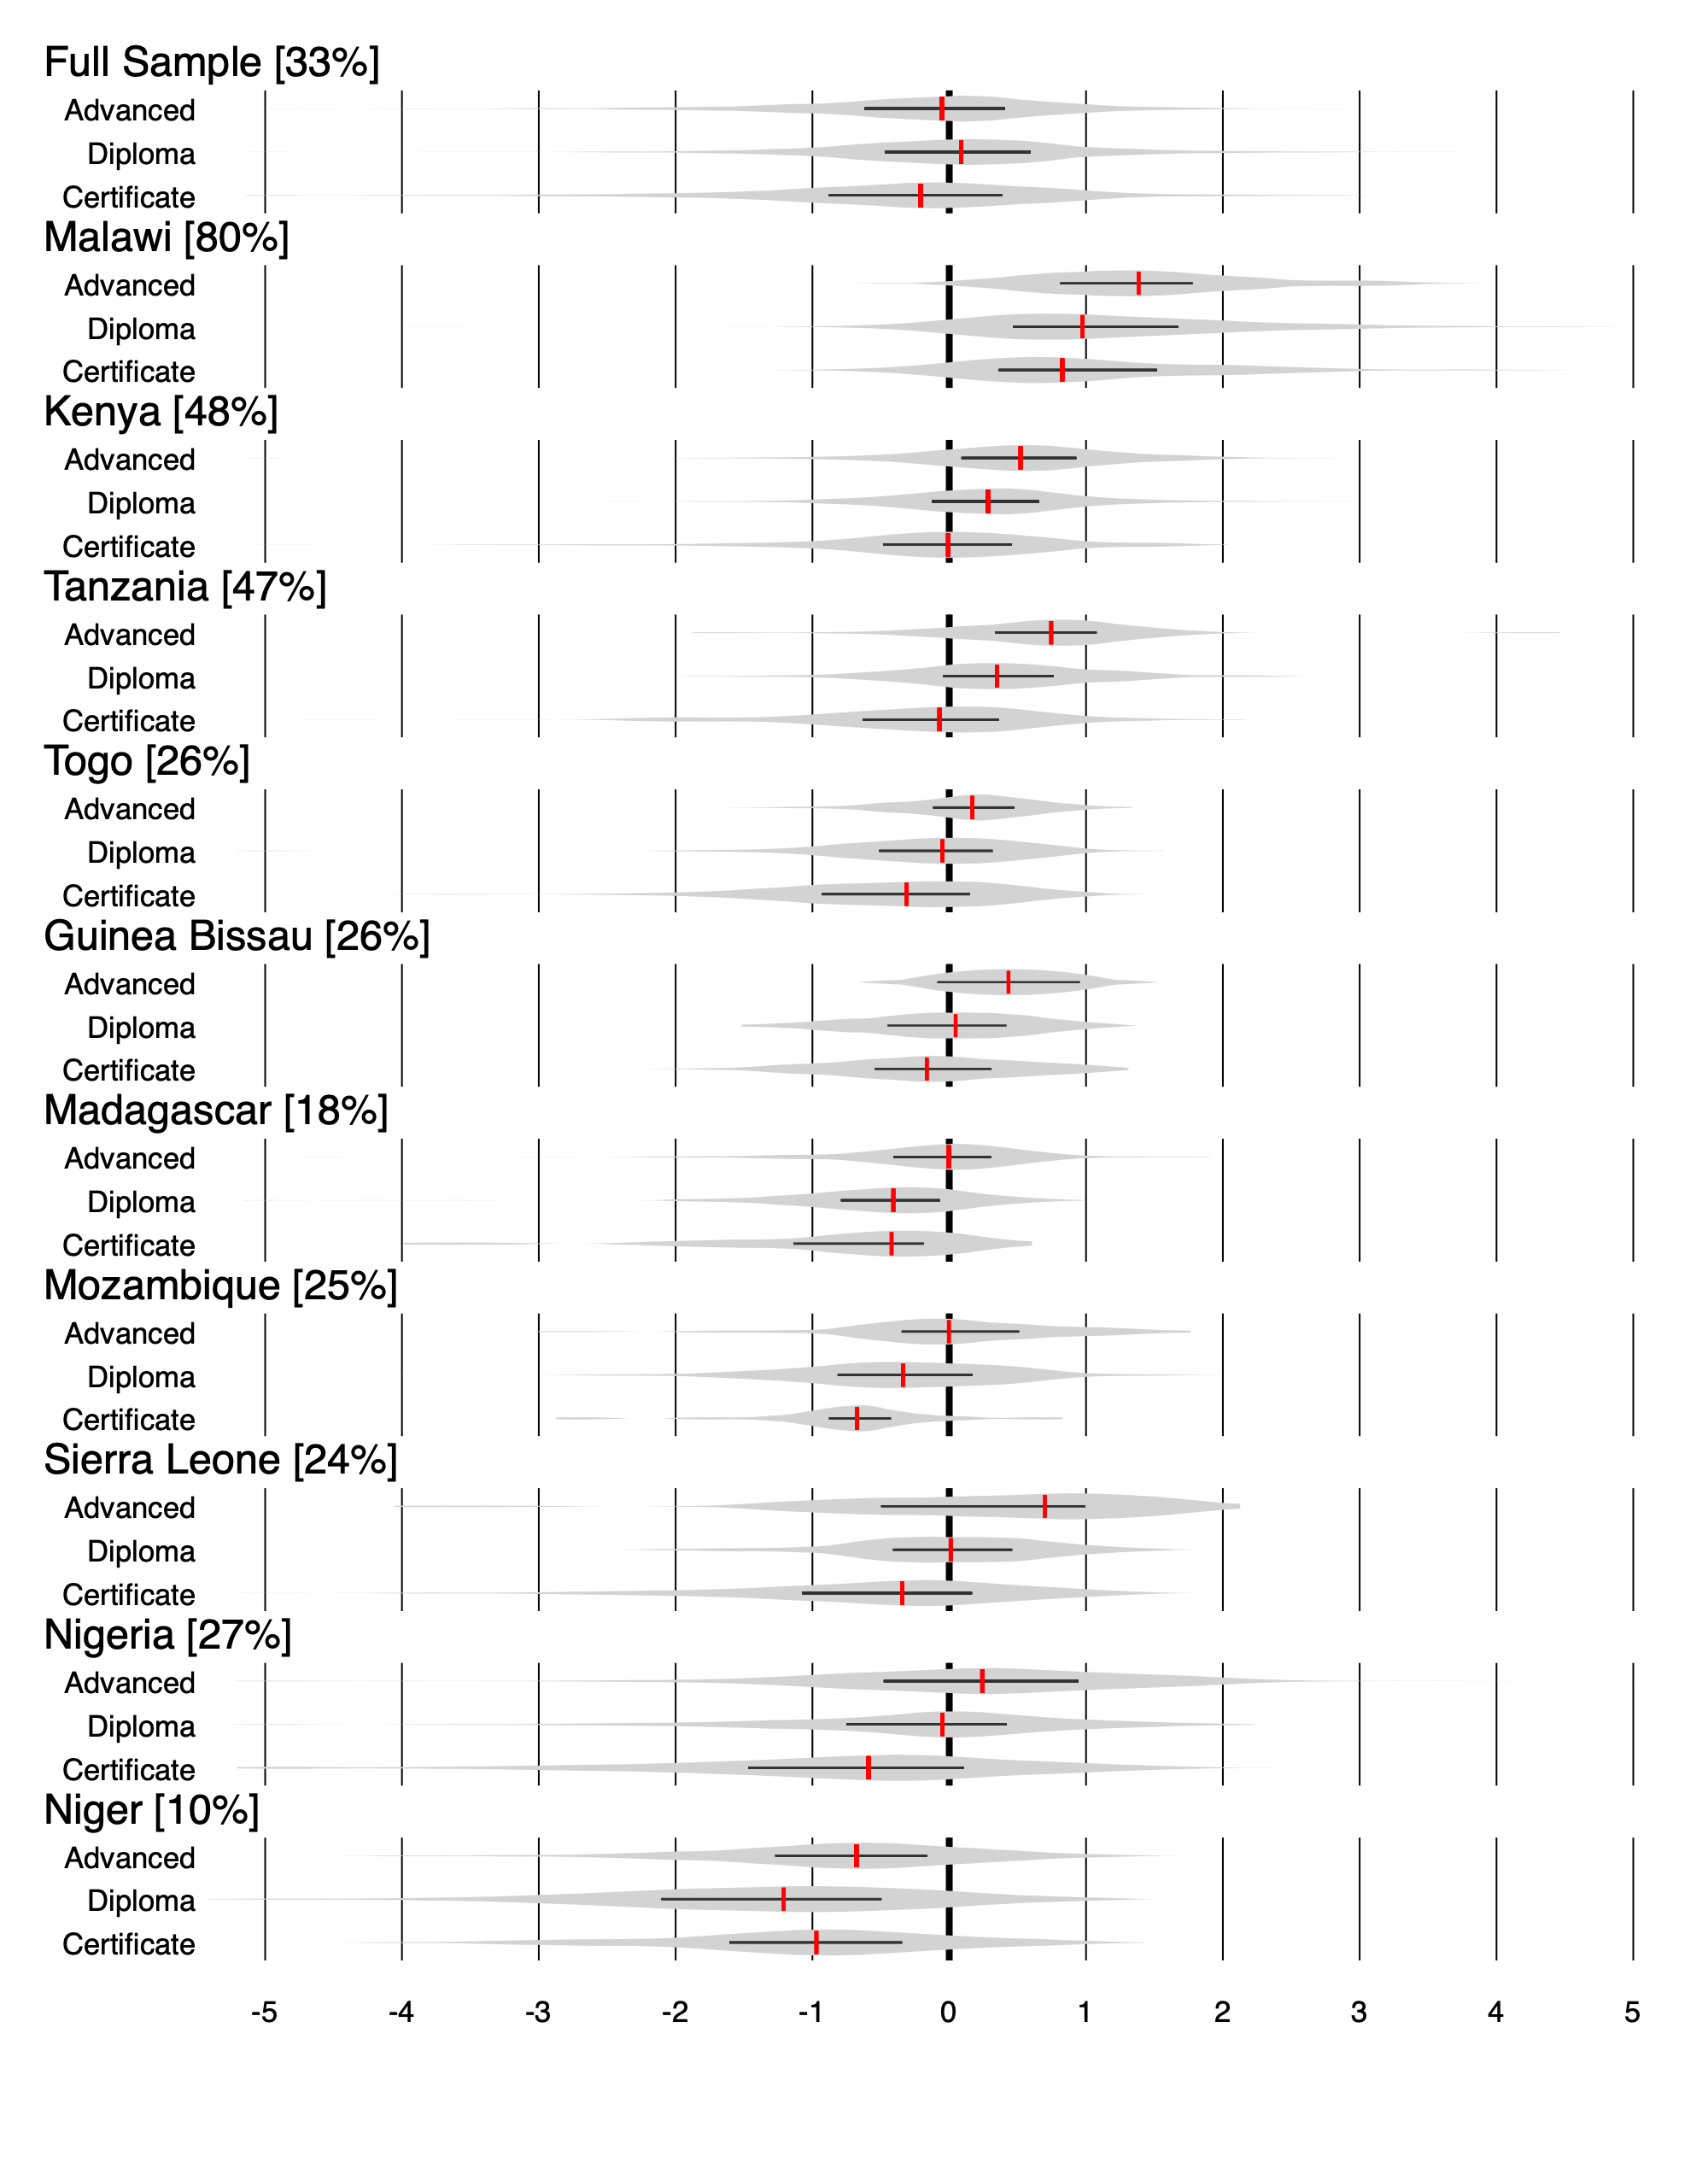 Full Sample [33%]
Advanced
Diploma
Certificate
Malawi [80%]
Advanced
Diploma
Certificate
Kenya [48%]
Advanced
Diploma
Certificate
Tanzania [47%]
Advanced
Diploma
Certificate
Togo [26%]
Advanced
Diploma
Certificate
Guinea Bissau [26%]
Advanced
Diploma
Certificate
Madagascar [18%]
Advanced
Diploma
Certificate
Mozambique [25%]
Advanced
Diploma
Certificate
Sierra Leone [24%]
Advanced
Diploma
Certificate
Nigeria [27%]
Advanced
Diploma
Certificate
Niger [10%]
Advanced
Diploma
Certificate
-5 -4 -3 -2 -1 0 1 2 3 4 5